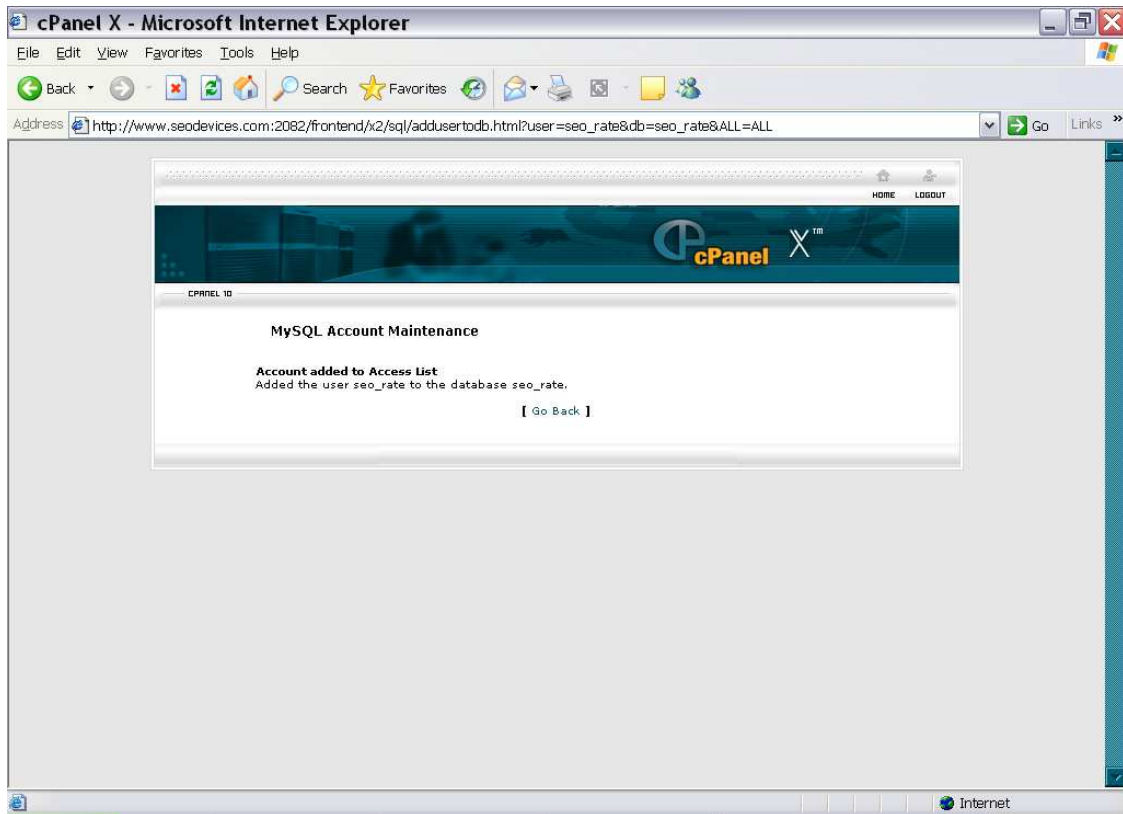 cPanel X - Microsoft Internet Explorer
File Edit View Favorites Tools Help
Back Search Favorites
Address http://www.seodevices.com:2082/frontend/x2/sql/addusertodb.html?user=seo_rate&db=seo_rate&ALL=ALL Go Links »
HOME LOGOUT
cPanel X™
CPANEL 10
MySQL Account Maintenance
Account added to Access List
Added the user seo_rate to the database seo_rate.
[ Go Back ]
Internet